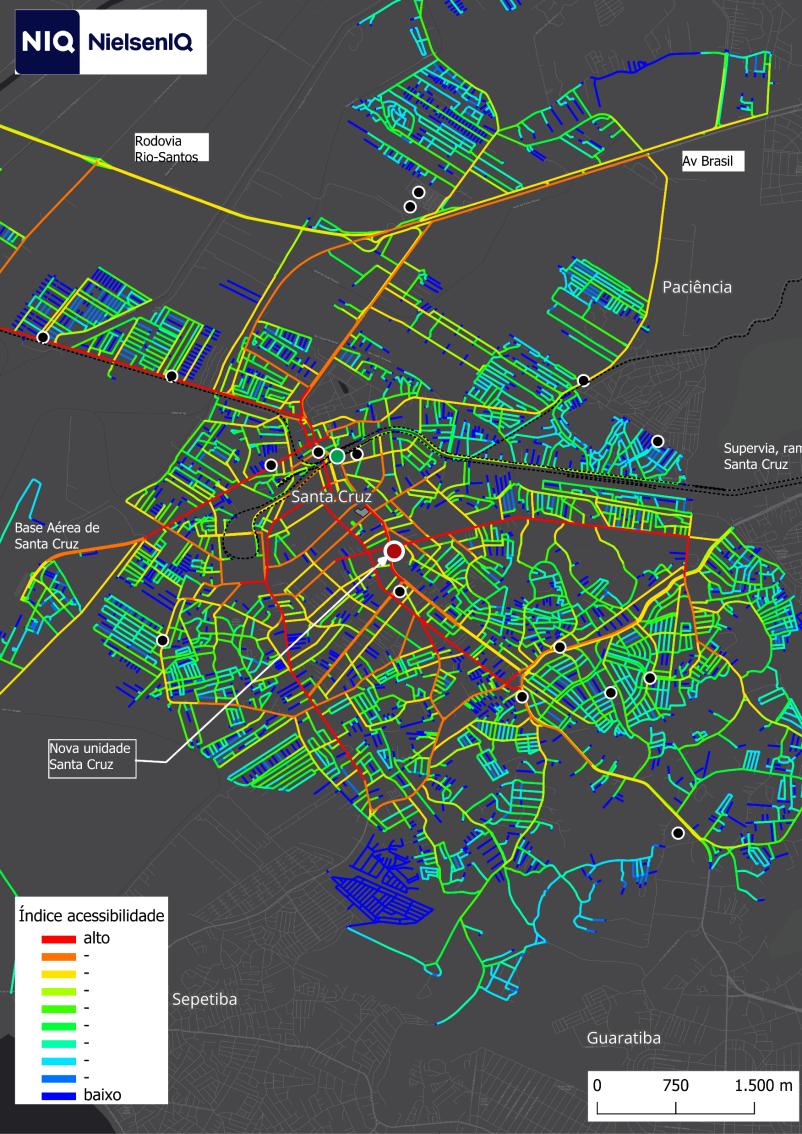 NIQ NielsenIQ
Rodovia
Rio-Santos
Av Brasil
Paciência
Supervia, ram
Santa Cruz
Santa Cruz
Base Aérea de
Santa Cruz
Nova unidade
Santa Cruz
Índice acessibilidade
alto
-
-
-
-
-
-
-
-
baixo
Sepetiba
Guaratiba
0 750 1.500 m